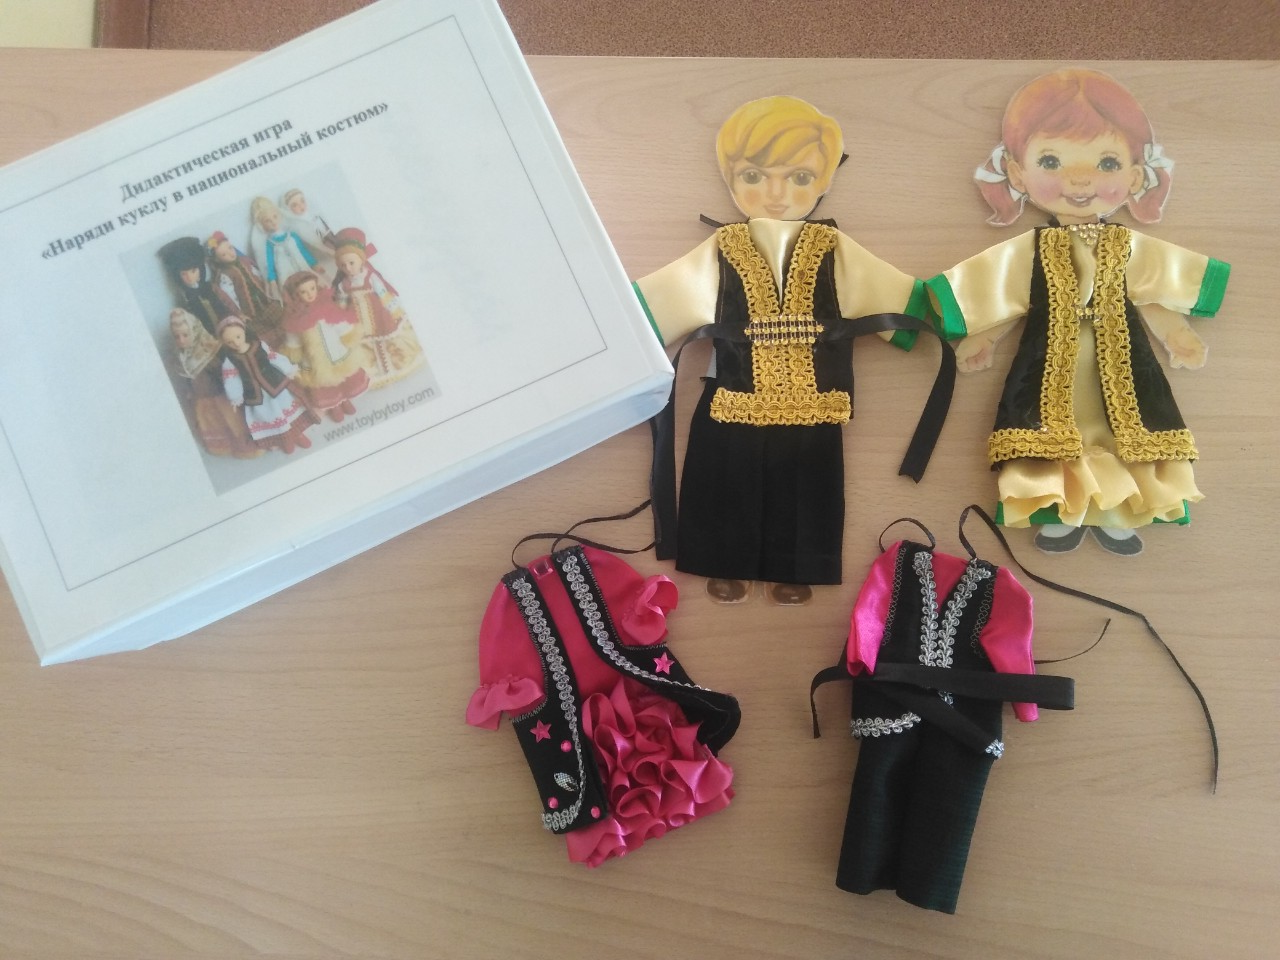 Дидактическая игра
«Наряди куклу в национальный костюм»
www.toybytoy.com